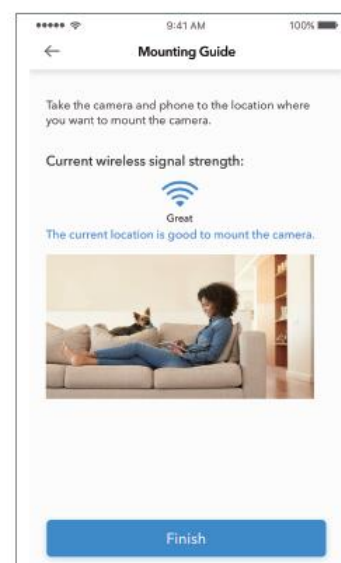 9:41 AM 100%
Mounting Guide
Take the camera and phone to the location where
you want to mount the camera.
Current wireless signal strength:
Great
The current location is good to mount the camera.
Finish